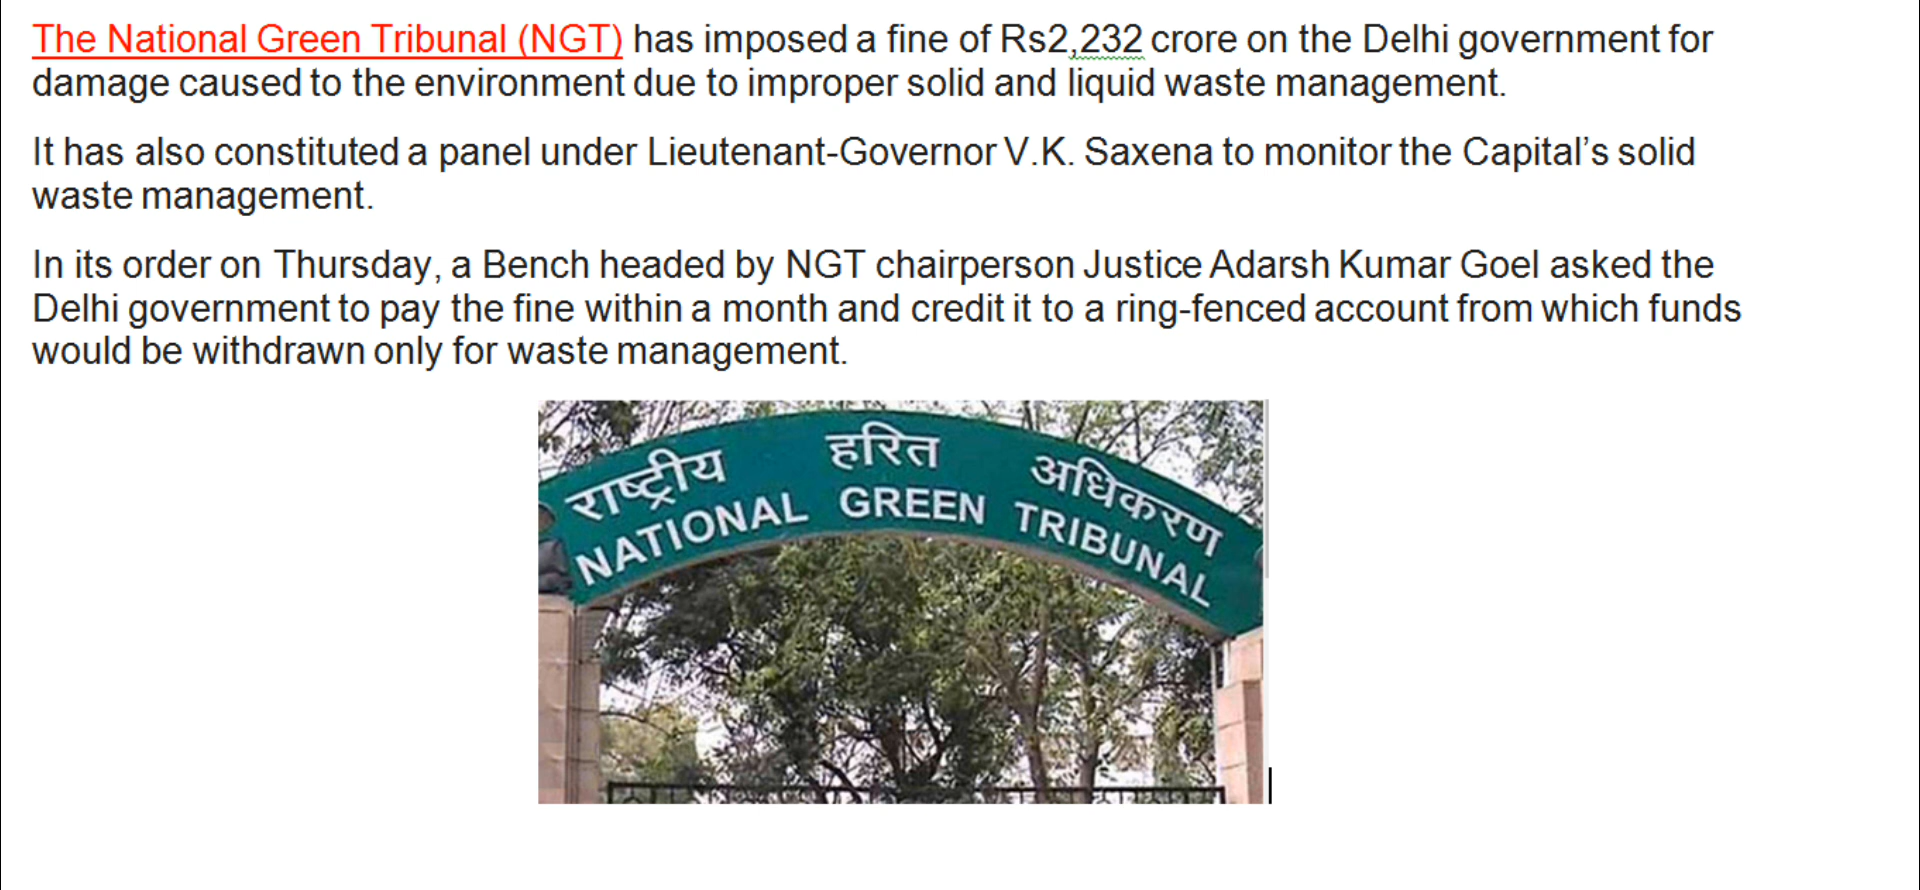 The National Green Tribunal (NGT) has imposed a fine of Rs2,232 crore on the Delhi government for
damage caused to the environment due to improper solid and liquid waste management.
It has also constituted a panel under Lieutenant-Governor V.K. Saxena to monitor the Capital’s solid
waste management.
In its order on Thursday, a Bench headed by NGT chairperson Justice Adarsh Kumar Goel asked the
Delhi government to pay the fine within a month and credit it to a ring-fenced account from which funds
would be withdrawn only for waste management.
राष्ट्रीय हरित अधिकरण
NATIONAL GREEN TRIBUNAL